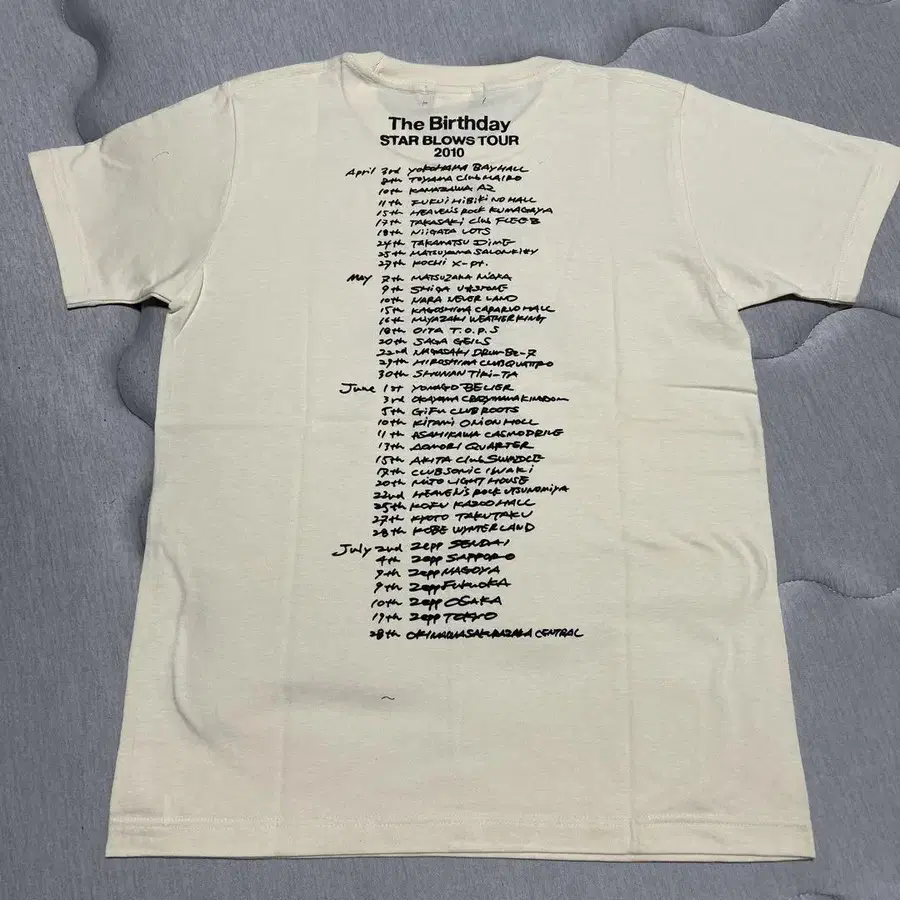 The Birthday
STAR BLOWS TOUR
2010
April 3rd YOKOHAMA BAY HALL
8th TOYAMA Club MAIRO
10th KANAZAWA AZ
11th FUKUI HIBIKI NO HALL
15th HEAVEN'S ROCK KUMAGAYA
17th TAKASAKI Club FLEEZ
18th NIIGATA LOTS
24th TAKAMATSU DIME
25th MATSUYAMA SALONKITTY
27th KOCHI X-pt.
May 7th MATSUZAKA M'AXA
9th SHIGA U★STONE
10th NARA NEVER LAND
15th KAGOSHIMA CAPARVO HALL
16th MIYAZAKI WEATHER KING
18th OITA T.O.P.S
20th SAGA GEILS
22nd NAGASAKI DRUM-Be-7
29th HIROSHIMA CLUB QUATTRO
30th SHUNAN TIKI-TA
June 1st YONAGO BELIER
3rd OKAYAMA CRAZYMAMA KINGDOM
5th GIFU CLUB ROOTS
10th KITAMI ONION HOLL
11th ASAHIKAWA CASINO DRIVE
13th AOMORI QUARTER
15th AKITA Club SWINDLE
17th CLUB SONIC IWAKI
20th MITO LIGHT HOUSE
22nd HEAVEN'S ROCK UTSUNOMIYA
25th KOFU KAZOO HALL
27th KYOTO TAKUTAKU
28th KOBE WYNTERLAND
July 2nd Zepp SENDAI
4th Zepp SAPPORO
7th Zepp NAGOYA
9th Zepp FUKUOKA
10th Zepp OSAKA
19th Zepp TOKYO
28th OKINAWA SAKURAZAKA CENTRAL